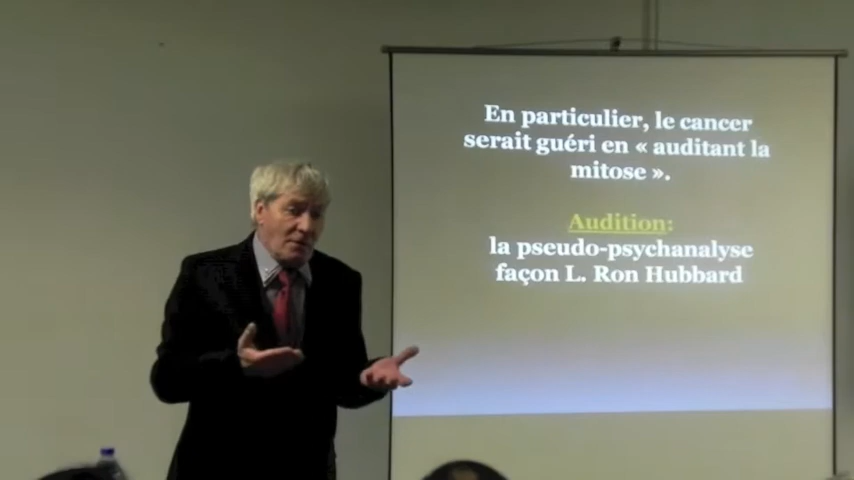 En particulier, le cancer
serait guéri en « auditant la
mitose ».
Audition:
la pseudo-psychanalyse
façon L. Ron Hubbard